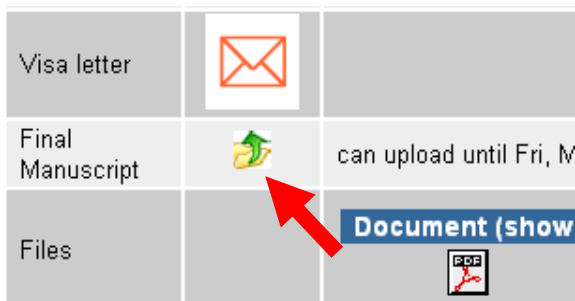 Visa letter
Final
Manuscript
can upload until Fri, M
Files
Document (show
PDF